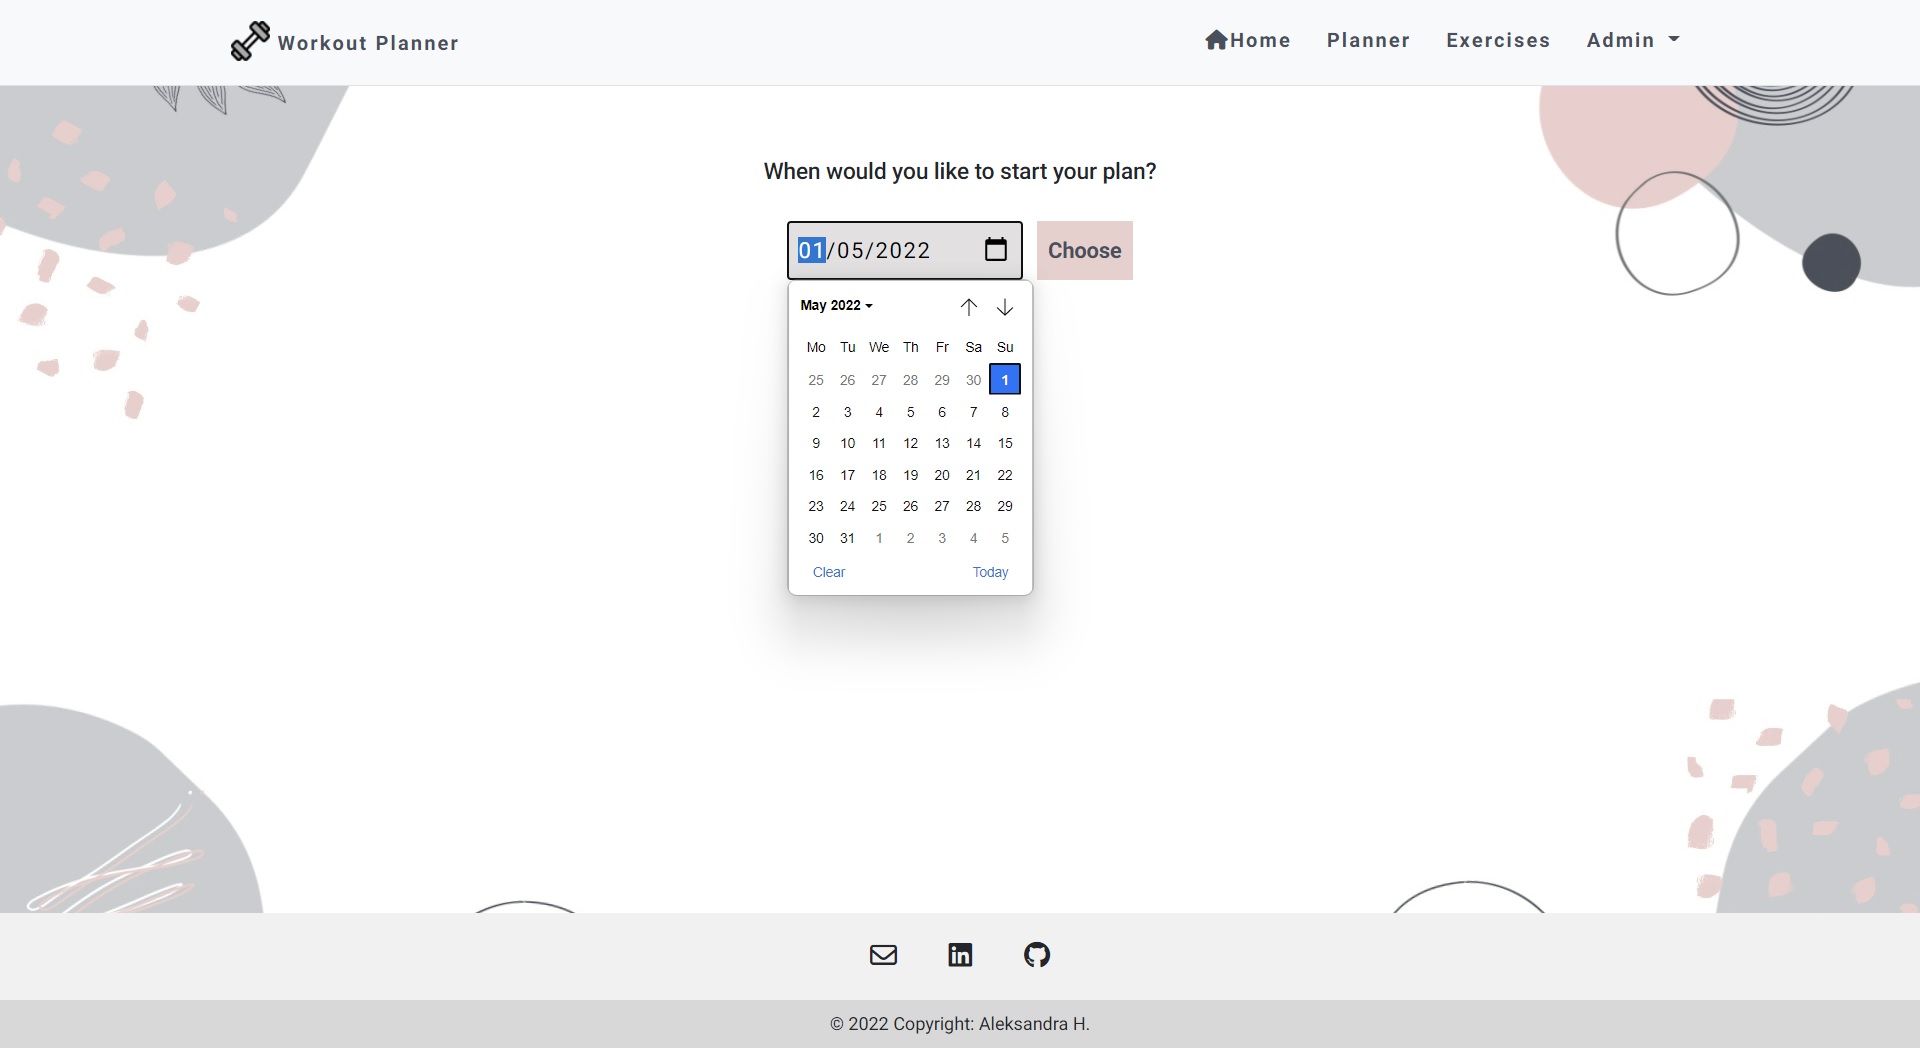 Workout Planner
Home Planner Exercises Admin
When would you like to start your plan?
01/05/2022 Choose
May 2022
Mo Tu We Th Fr Sa Su
25 26 27 28 29 30 1
2 3 4 5 6 7 8
9 10 11 12 13 14 15
16 17 18 19 20 21 22
23 24 25 26 27 28 29
30 31 1 2 3 4 5
Clear Today
in
© 2022 Copyright: Aleksandra H.